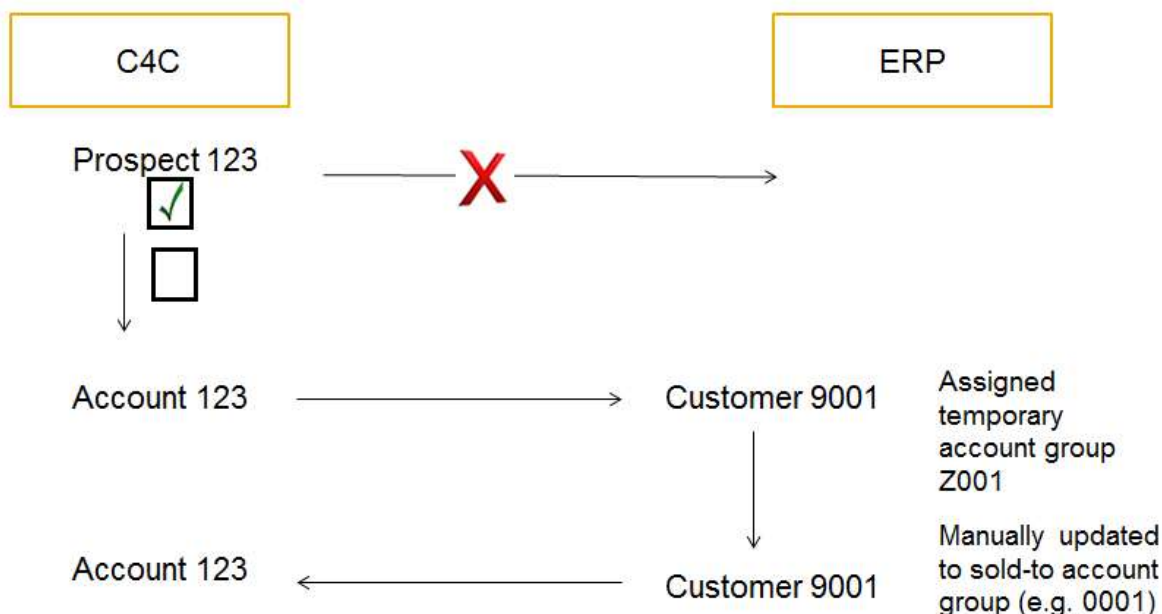 C4C
ERP
Prospect 123
X
Account 123
Customer 9001
Assigned
temporary
account group
Z001
Account 123
Customer 9001
Manually updated
to sold-to account
group (e.g. 0001)